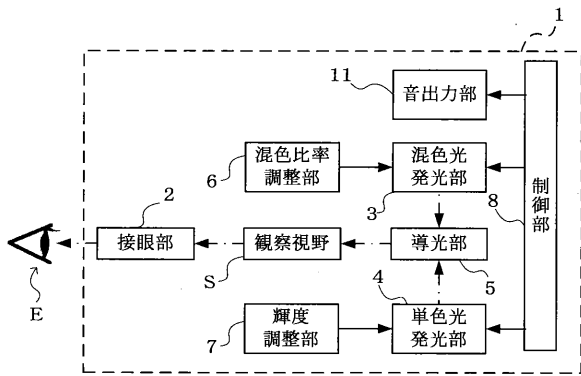 1
11
音出力部
混色比率
調整部
6
混色光
発光部
3
制御部
8
2
接眼部
観察視野
S
導光部
5
E
4
輝度
調整部
7
単色光
発光部